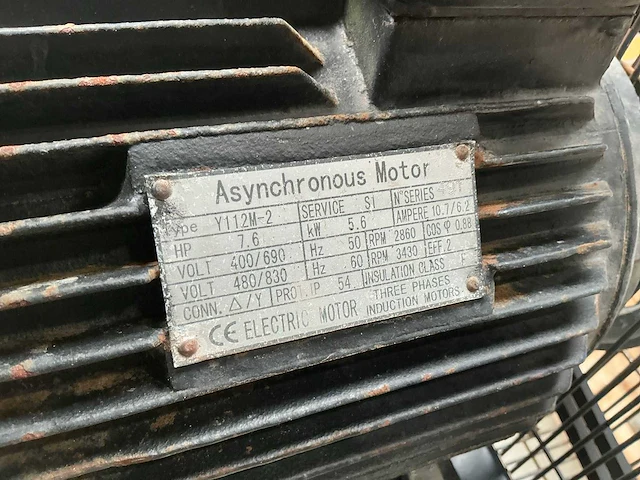 Asynchronous Motor
Type Y112M-2 SERVICE S1 N°SERIES
HP 7.6 kW 5.6 AMPERE 10.7/6.2
VOLT 400/690 Hz 50 RPM 2860 COS φ 0.88
VOLT 480/830 Hz 60 RPM 3430 EFF.2
CONN. △/Y PROT.IP 54 INSULATION CLASS
CE ELECTRIC MOTOR THREE PHASES
INDUCTION MOTORS